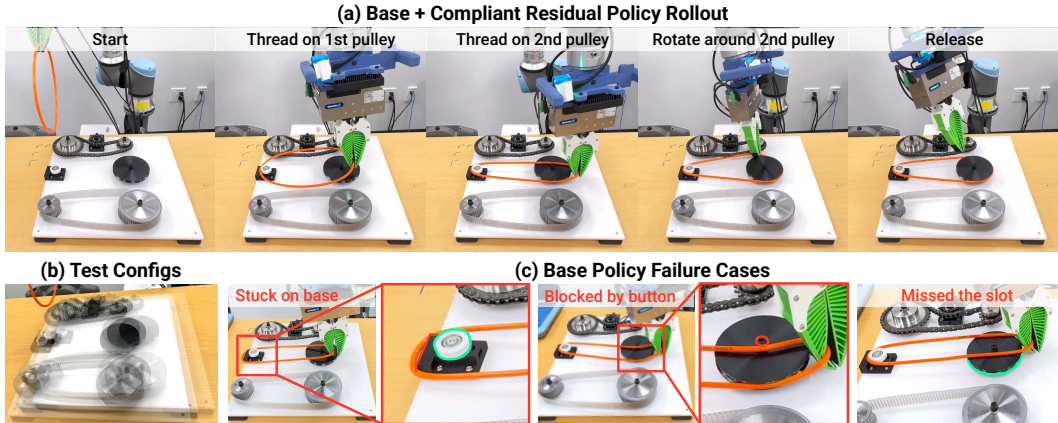 (a) Base + Compliant Residual Policy Rollout
Start
Thread on 1st pulley
Thread on 2nd pulley
Rotate around 2nd pulley
Release
(b) Test Configs
(c) Base Policy Failure Cases
Stuck on base
Blocked by button
Missed the slot